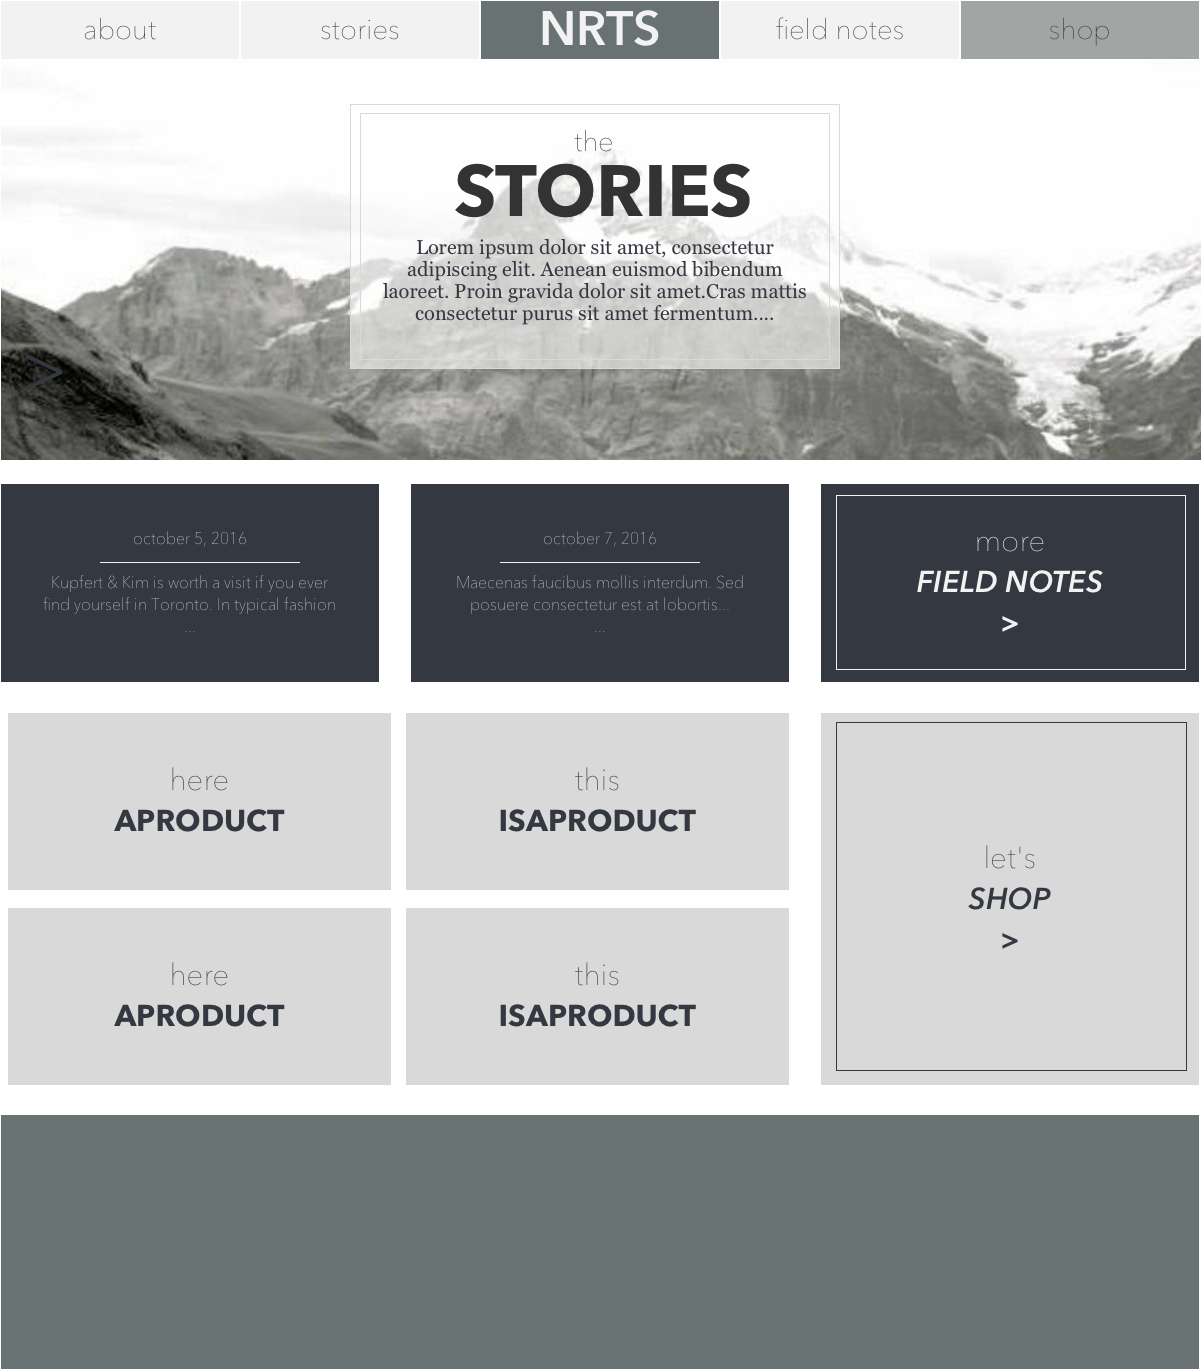 about
stories
NRTS
field notes
shop
the
STORIES
Lorem ipsum dolor sit amet, consectetur
adipiscing elit. Aenean euismod bibendum
laoreet. Proin gravida dolor sit amet.Cras mattis
consectetur purus sit amet fermentum....
>
october 5, 2016
Kupfert & Kim is worth a visit if you ever
find yourself in Toronto. In typical fashion
...
october 7, 2016
Maecenas faucibus mollis interdum. Sed
posuere consectetur est at lobortis...
...
more
FIELD NOTES
>
here
APRODUCT
this
ISAPRODUCT
let's
SHOP
>
here
APRODUCT
this
ISAPRODUCT